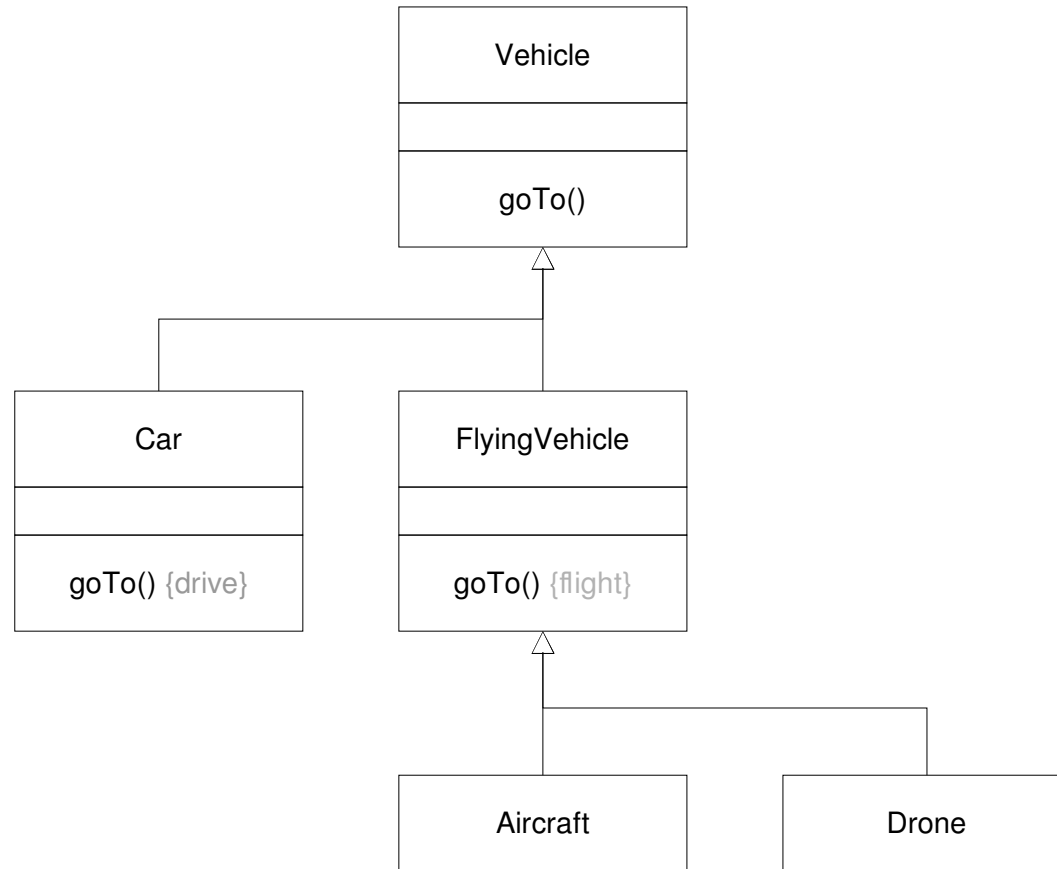 Vehicle
goTo()
Car
FlyingVehicle
goTo() {drive}
goTo() {flight}
Aircraft
Drone